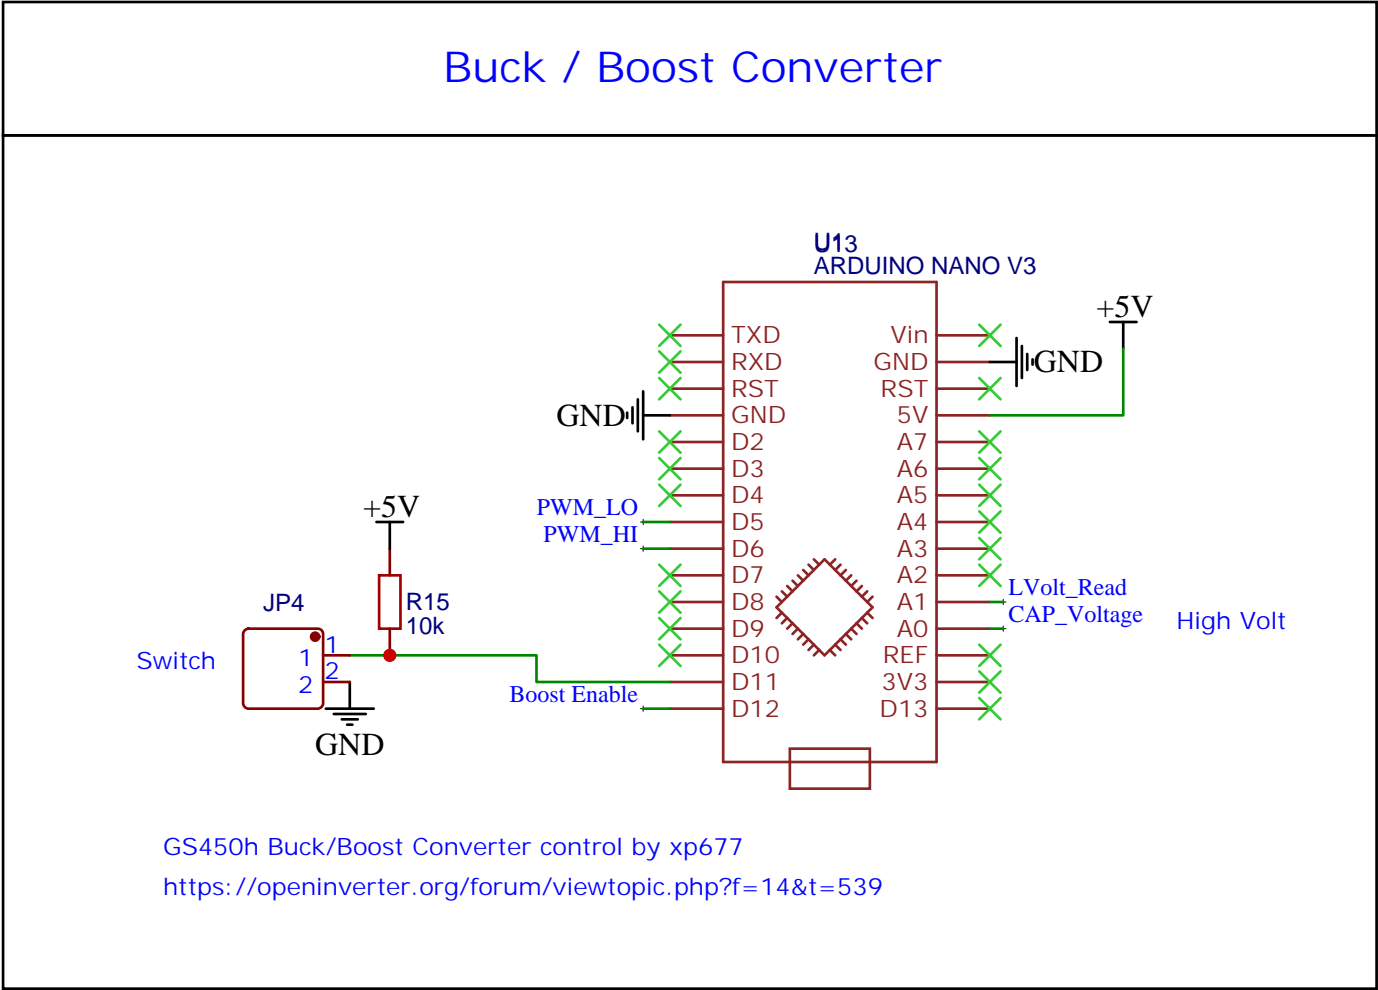 Buck / Boost Converter
U13
ARDUINO NANO V3
+5V
TXD
Vin
RXD
GND
GND
RST
RST
GND
GND
5V
D2
A7
D3
A6
D4
A5
+5V
PWM_LO
D5
A4
PWM_HI
D6
A3
D7
A2
LVolt_Read
JP4
R15
D8
A1
CAP_Voltage
High Volt
10k
D9
A0
Switch
1
1
D10
REF
2
2
Boost Enable
D11
3V3
D12
D13
GND
GS450h Buck/Boost Converter control by xp677
https://openinverter.org/forum/viewtopic.php?f=14&t=539